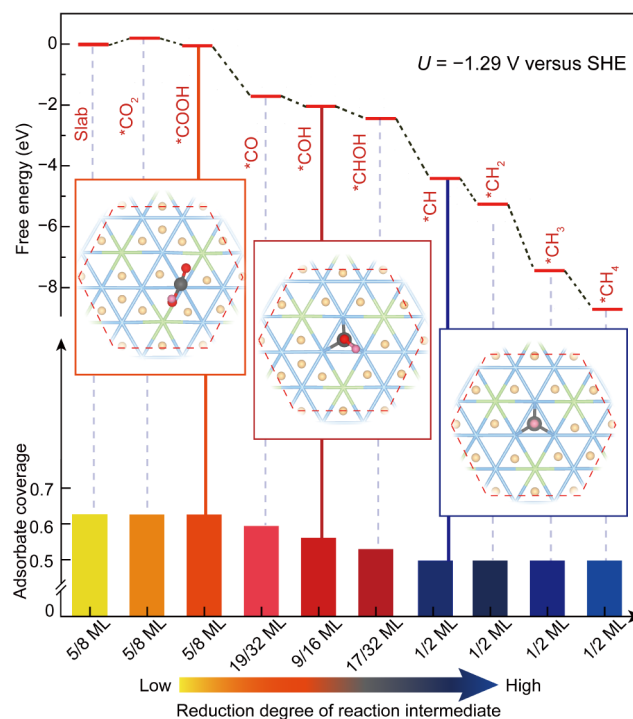 U = −1.29 V versus SHE
Free energy (eV)
0
−2
−4
−6
−8
Slab
*CO₂
*COOH
*CO
*COH
*CHOH
*CH
*CH₂
*CH₃
*CH₄
Adsorbate coverage
0.7
0.6
0.5
0
5/8 ML
5/8 ML
5/8 ML
19/32 ML
9/16 ML
17/32 ML
1/2 ML
1/2 ML
1/2 ML
1/2 ML
Low
High
Reduction degree of reaction intermediate